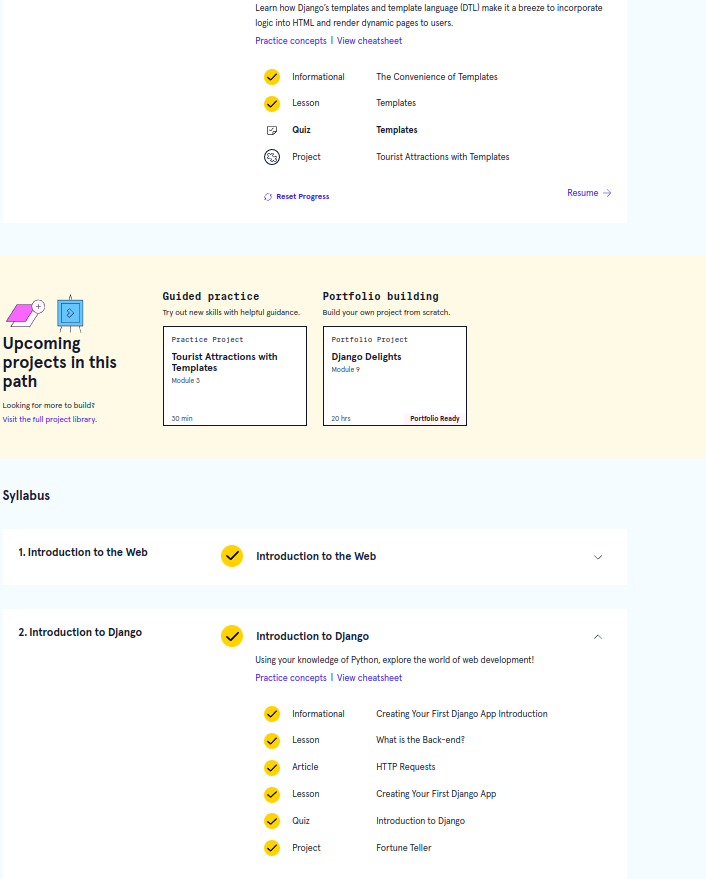 Learn how Django's templates and template language (DTL) make it a breeze to incorporate
logic into HTML and render dynamic pages to users.
Practice concepts | View cheatsheet
Informational The Convenience of Templates
Lesson Templates
Quiz Templates
Project Tourist Attractions with Templates
Reset Progress
Resume
Upcoming
projects in this
path
Looking for more to build?
Visit the full project library.
Guided practice
Try out new skills with helpful guidance.
Practice Project
Tourist Attractions with
Templates
Module 3
30 min
Portfolio building
Build your own project from scratch.
Portfolio Project
Django Delights
Module 9
20 hrs Portfolio Ready
Syllabus
1. Introduction to the Web
Introduction to the Web
2. Introduction to Django
Introduction to Django
Using your knowledge of Python, explore the world of web development!
Practice concepts | View cheatsheet
Informational Creating Your First Django App Introduction
Lesson What is the Back-end?
Article HTTP Requests
Lesson Creating Your First Django App
Quiz Introduction to Django
Project Fortune Teller